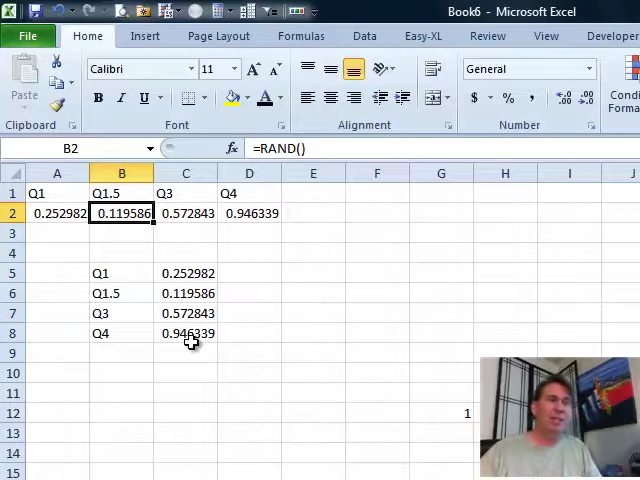 Book6 - Microsoft Excel
File Home Insert Page Layout Formulas Data Easy-XL Review View
Paste Calibri 11 General
B I U $ % ,
Clipboard Font Alignment Number
B2 fx =RAND()
A B C D E F G H I J
1 Q1 Q1.5 Q3 Q4
2 0.252982 0.119586 0.572843 0.946339
3
4
5 Q1 0.252982
6 Q1.5 0.119586
7 Q3 0.572843
8 Q4 0.946339
9
10
11
12 1
13
14
15